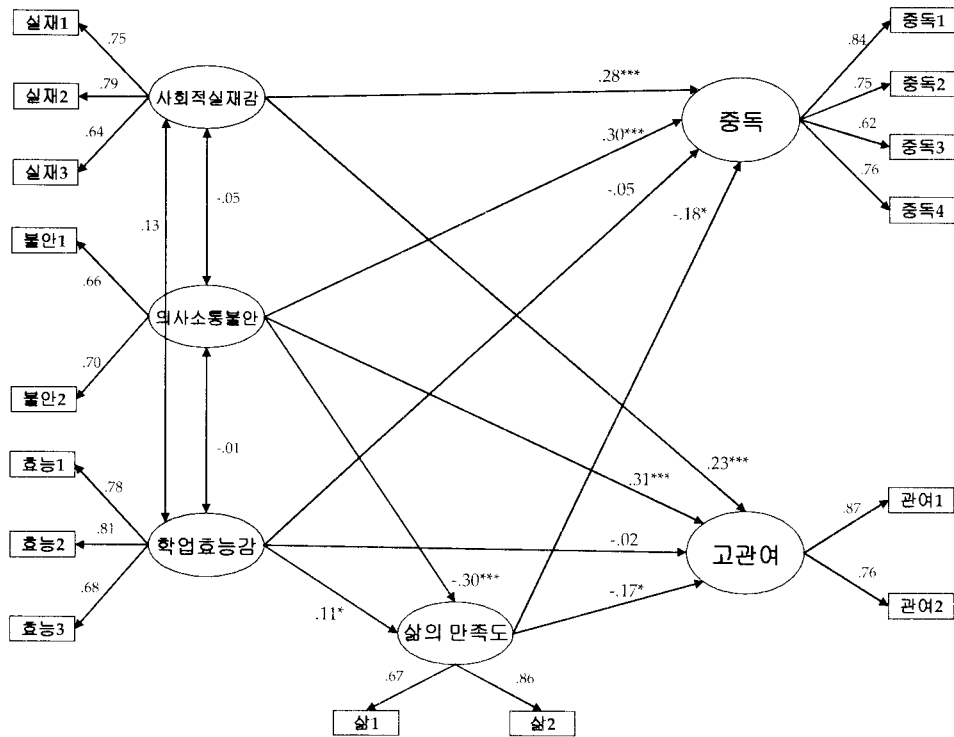 실재1
중독1
.75
.84
.28***
실재2
.79
사회적실재감
.75
중독2
중독
.64
.30***
.62
중독3
실재3
-.05
-.05
.76
-.18*
중독4
.13
불안1
.66
의사소통불안
.70
불안2
-.01
효능1
.78
.31***
.23***
관여1
.87
효능2
.81
학업효능감
-.02
고관여
.68
-.30***
-.17*
.76
관여2
.11*
효능3
삶의 만족도
.67
.86
삶1
삶2